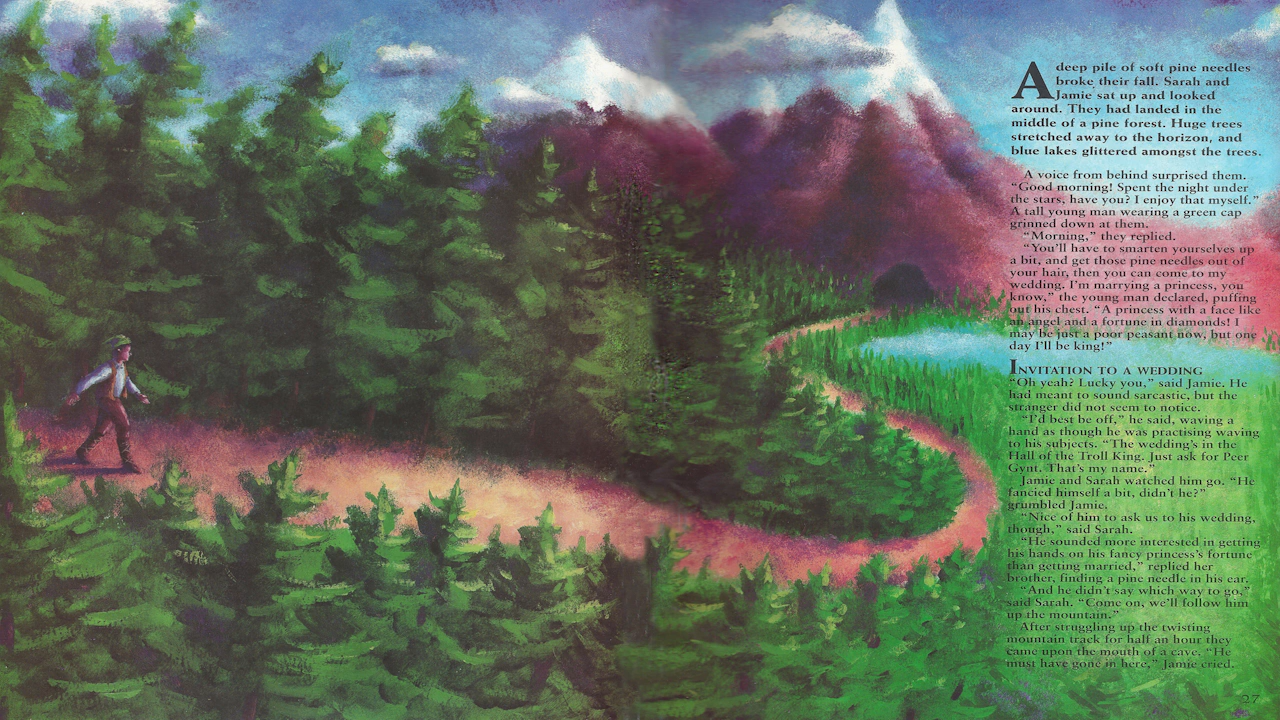 A deep pile of soft pine needles
broke their fall. Sarah and
Jamie sat up and looked
around. They had landed in the
middle of a pine forest. Huge trees
stretched away to the horizon, and
blue lakes glittered amongst the trees.
A voice from behind surprised them.
“Good morning! Spent the night under
the stars, have you? I enjoy that myself.”
A tall young man wearing a green cap
grinned down at them.
“Morning,” they replied.
“You’ll have to smarten yourselves up
a bit, and get those pine needles out of
your hair, then you can come to my
wedding. I’m marrying a princess, you
know,” the young man declared, puffing
out his chest. “A princess with a face like
an angel and a fortune in diamonds! I
may be just a poor peasant now, but one
day I’ll be king!”
INVITATION TO A WEDDING
“Oh yeah? Lucky you,” said Jamie. He
had meant to sound sarcastic, but the
stranger did not seem to notice.
“I’d best be off,” he said, waving a
hand as though he was practising waving
to his subjects. “The wedding’s in the
Hall of the Troll King. Just ask for Peer
Gynt. That’s my name.”
Jamie and Sarah watched him go. “He
fancied himself a bit, didn’t he?”
grumbled Jamie.
“Nice of him to ask us to his wedding,
though,” said Sarah.
“He sounded more interested in getting
his hands on his fancy princess’s fortune
than getting married,” replied her
brother, finding a pine needle in his ear.
“And he didn’t say which way to go,”
said Sarah. “Come on, we’ll follow him
up the mountain.”
After struggling up the twisting
mountain track for half an hour they
came upon the mouth of a cave. “He
must have gone in here,” Jamie cried.
27